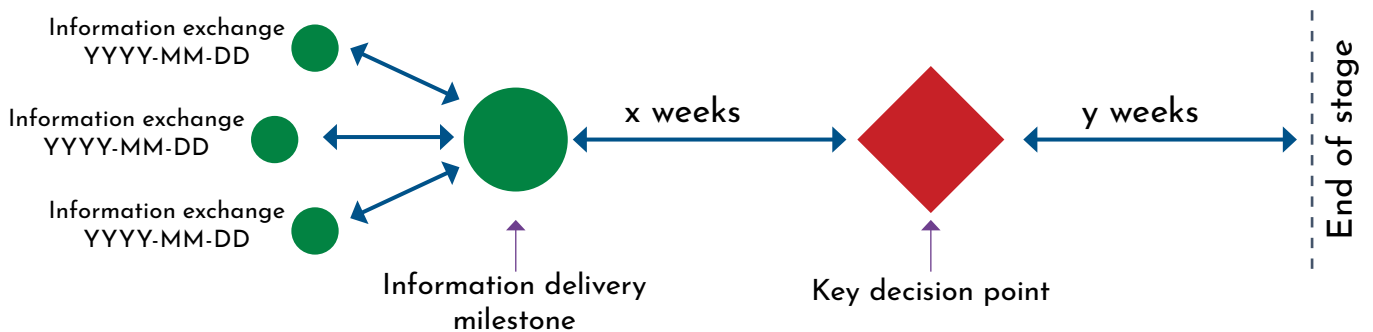 Information exchange
YYYY-MM-DD
Information exchange
YYYY-MM-DD
Information exchange
YYYY-MM-DD
x weeks
y weeks
End of stage
Information delivery
milestone
Key decision point